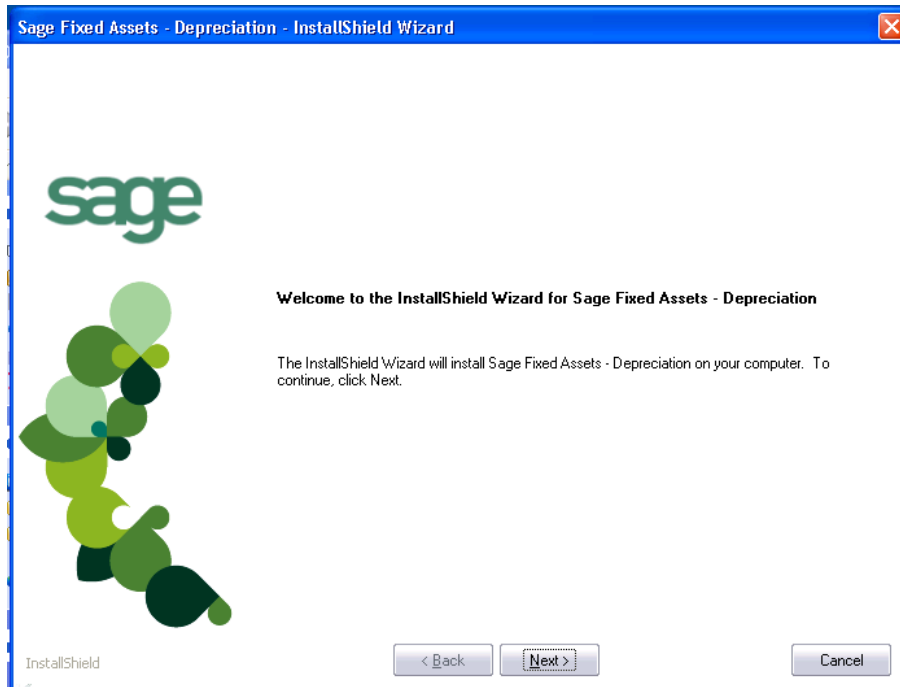 Sage Fixed Assets - Depreciation - InstallShield Wizard
sage
Welcome to the InstallShield Wizard for Sage Fixed Assets - Depreciation
The InstallShield Wizard will install Sage Fixed Assets - Depreciation on your computer. To
continue, click Next.
InstallShield
< Back
Next >
Cancel